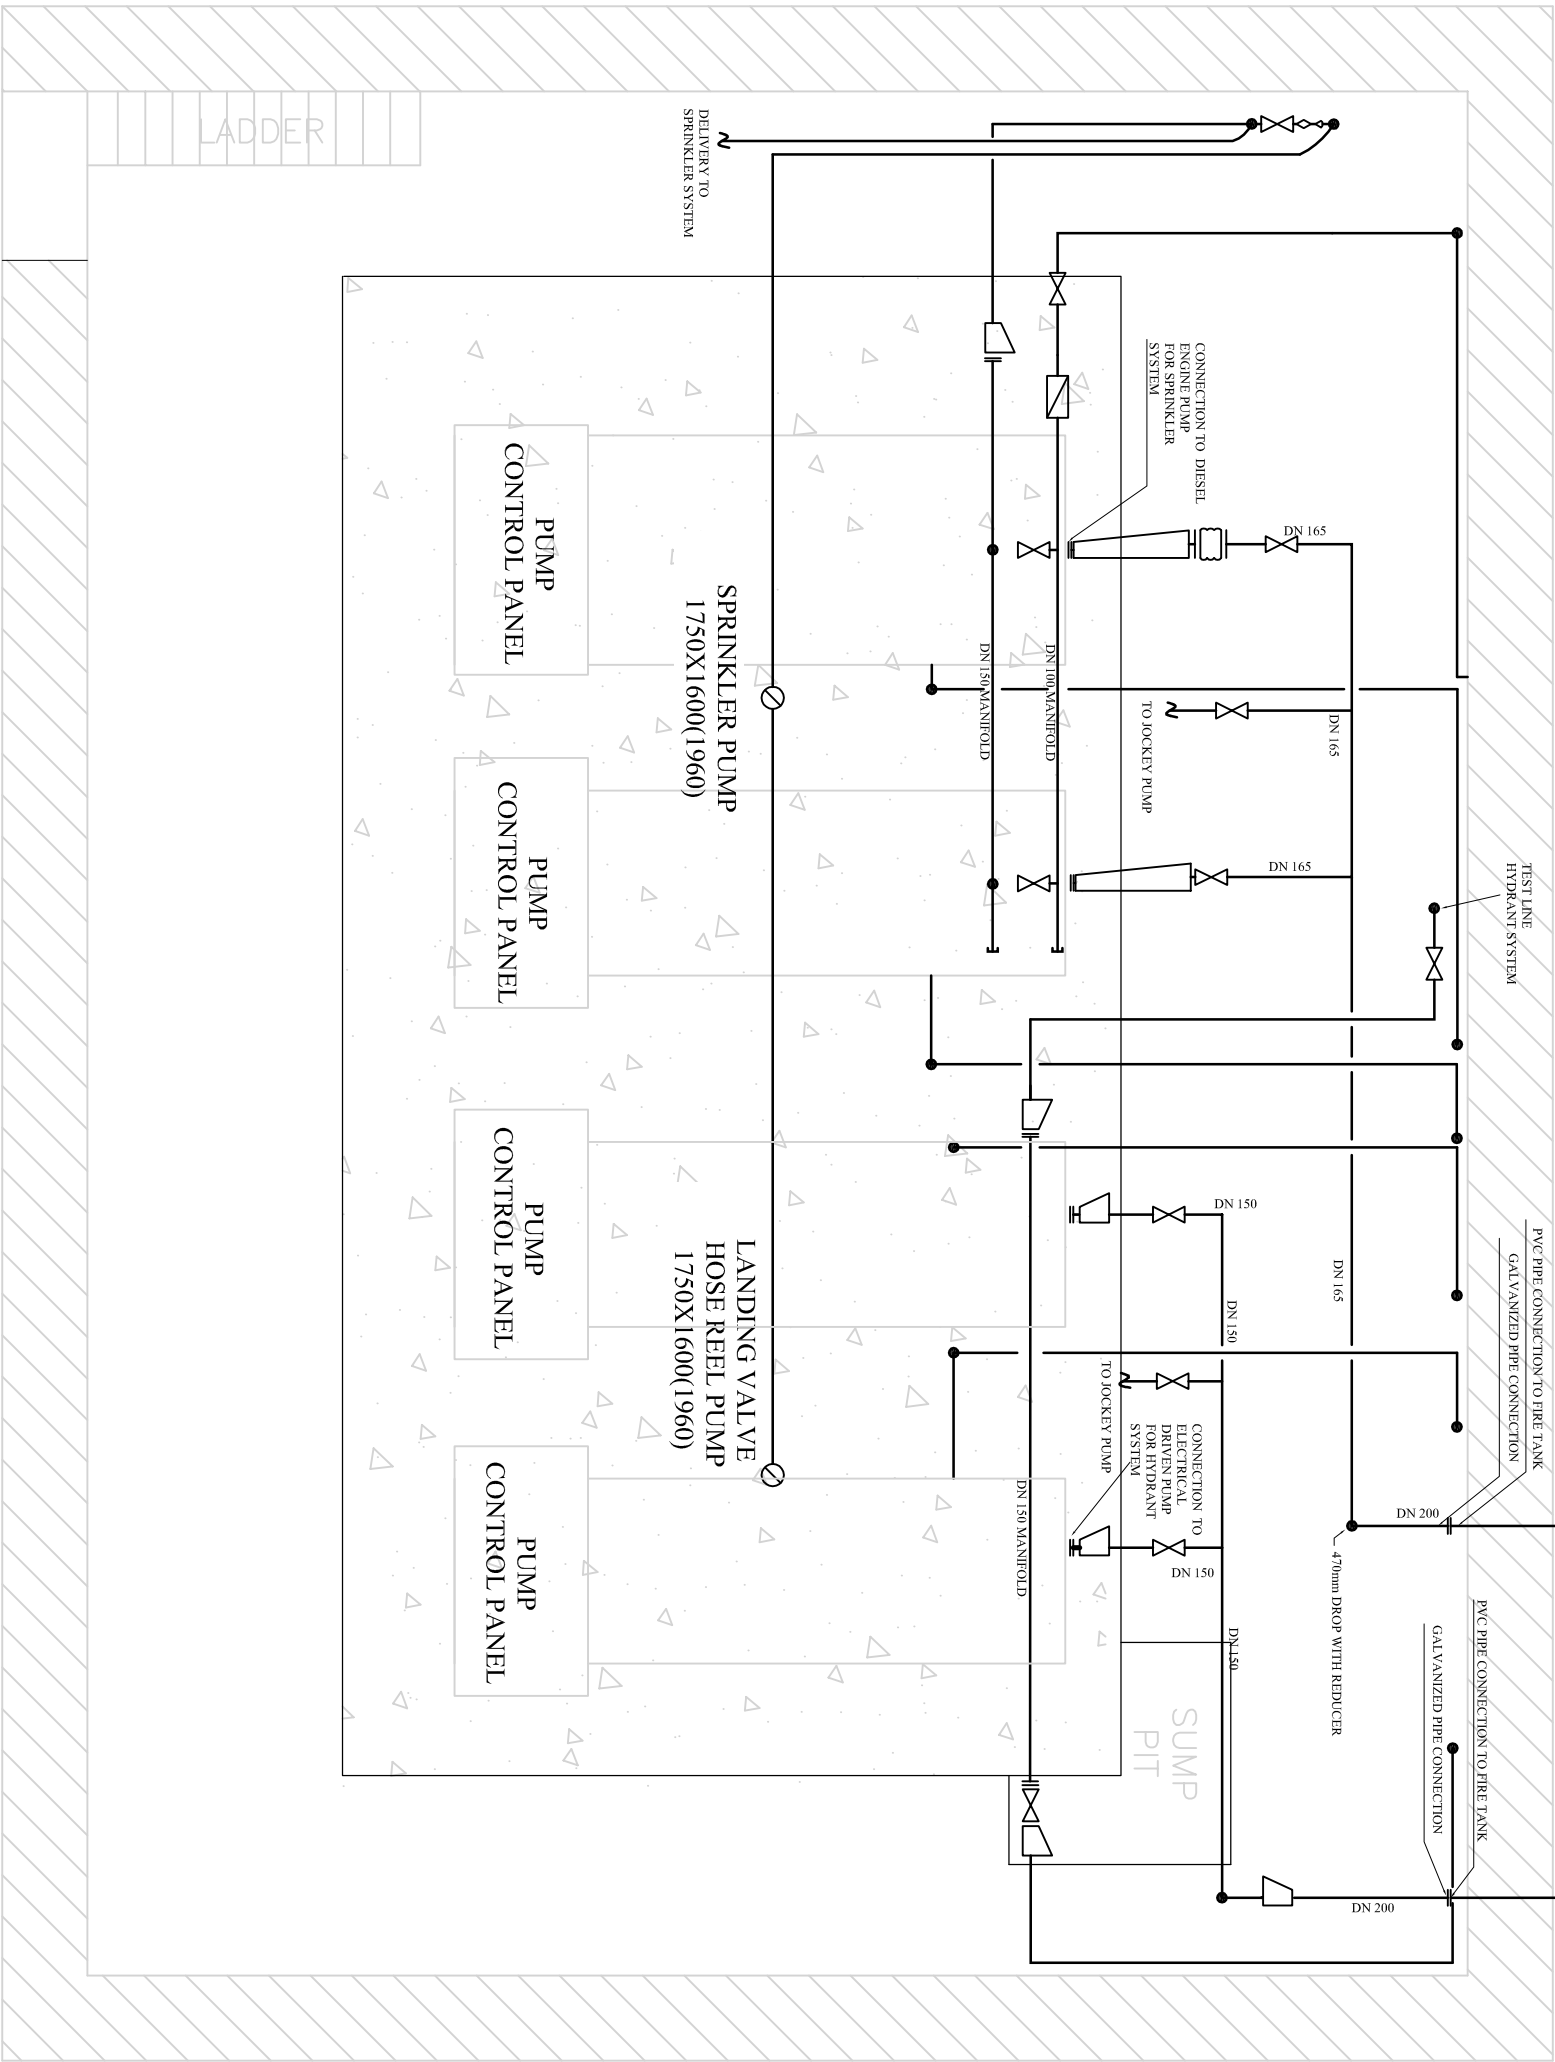 LADDER
DELIVERY TO
SPRINKLER SYSTEM
CONNECTION TO DIESEL
ENGINE PUMP
FOR SPRINKLER
SYSTEM
DN 165
PUMP
CONTROL PANEL
SPRINKLER PUMP
1750X1600(1960)
DN 150 MANIFOLD
DN 100 MANIFOLD
TO JOCKEY PUMP
DN 165
PUMP
CONTROL PANEL
DN 165
TEST LINE
HYDRANT SYSTEM
PUMP
CONTROL PANEL
LANDING VALVE
HOSE REEL PUMP
1750X1600(1960)
DN 150
DN 150
DN 165
PVC PIPE CONNECTION TO FIRE TANK
GALVANIZED PIPE CONNECTION
TO JOCKEY PUMP
CONNECTION TO
ELECTRICAL
DRIVEN PUMP
FOR HYDRANT
SYSTEM
PUMP
CONTROL PANEL
DN 150 MANIFOLD
DN 150
DN 200
470mm DROP WITH REDUCER
DN 150
PVC PIPE CONNECTION TO FIRE TANK
GALVANIZED PIPE CONNECTION
SUMP
PIT
DN 200